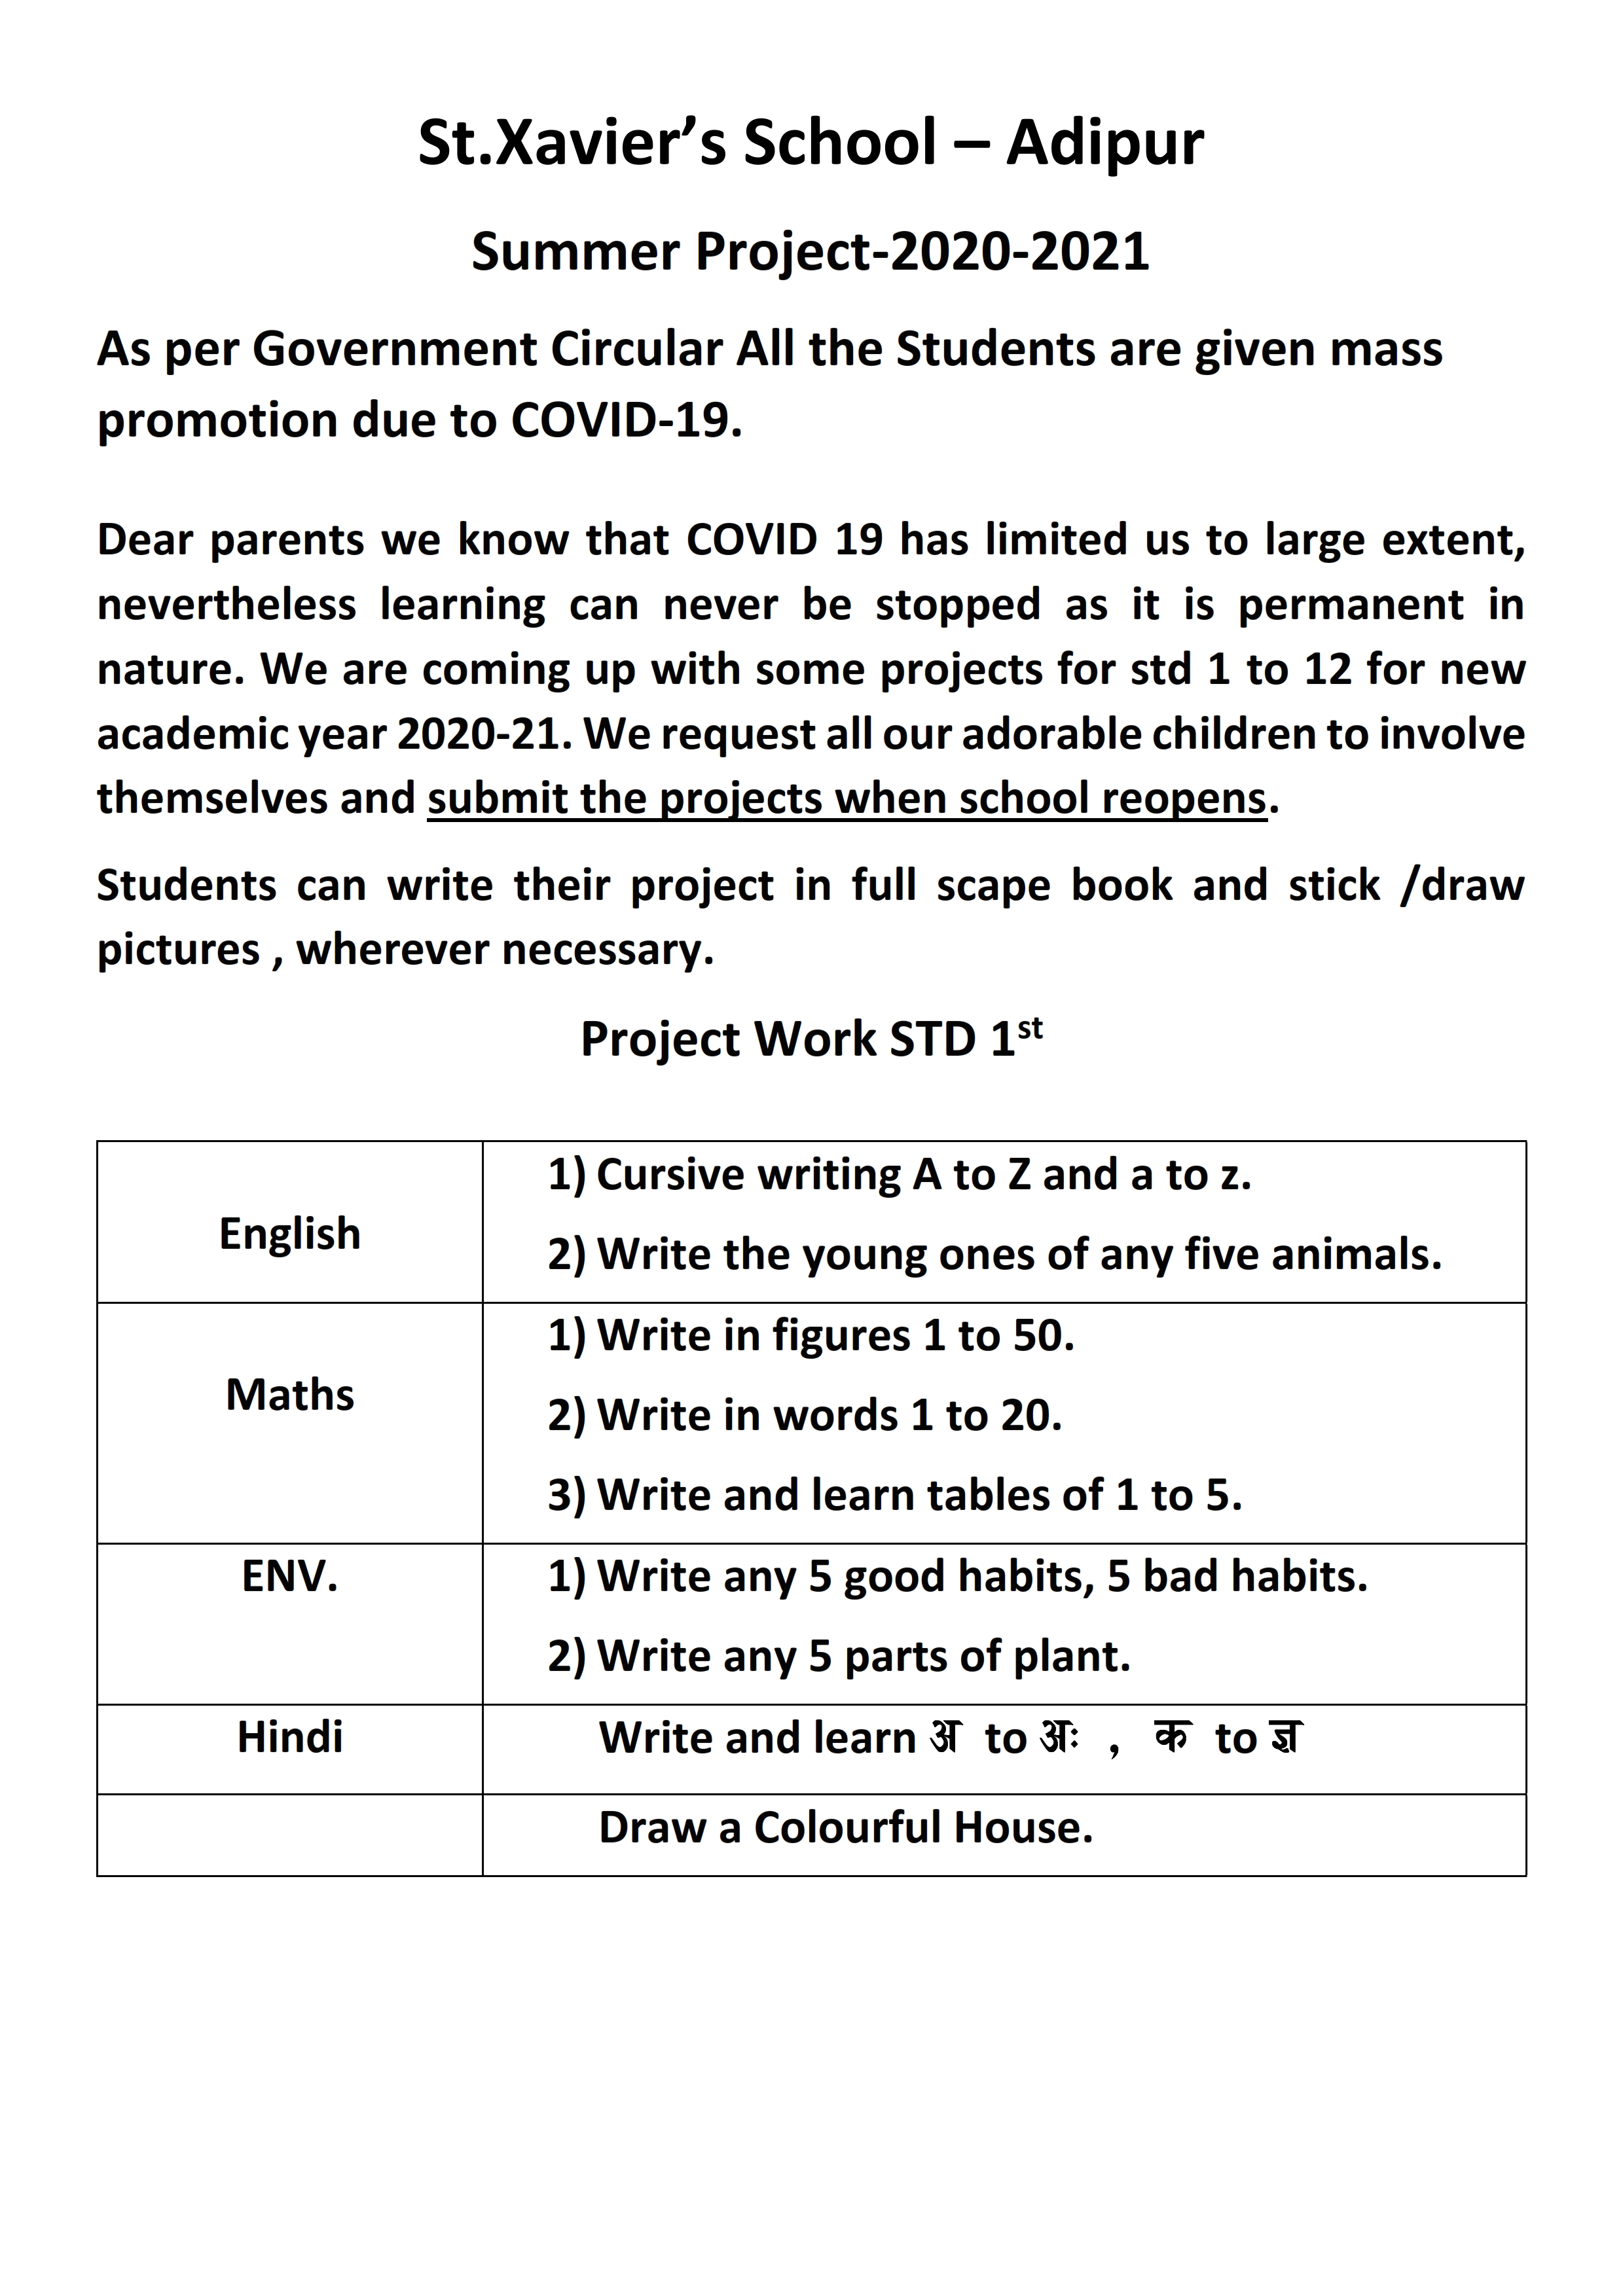 St.Xavier’s School – Adipur
Summer Project-2020-2021
As per Government Circular All the Students are given mass
promotion due to COVID-19.
Dear parents we know that COVID 19 has limited us to large extent,
nevertheless learning can never be stopped as it is permanent in
nature. We are coming up with some projects for std 1 to 12 for new
academic year 2020-21. We request all our adorable children to involve
themselves and submit the projects when school reopens.
Students can write their project in full scape book and stick /draw
pictures , wherever necessary.
Project Work STD 1st
English
1) Cursive writing A to Z and a to z.
2) Write the young ones of any five animals.
Maths
1) Write in figures 1 to 50.
2) Write in words 1 to 20.
3) Write and learn tables of 1 to 5.
ENV.
1) Write any 5 good habits, 5 bad habits.
2) Write any 5 parts of plant.
Hindi
Write and learn अ to अः , क to ज्ञ
Draw a Colourful House.